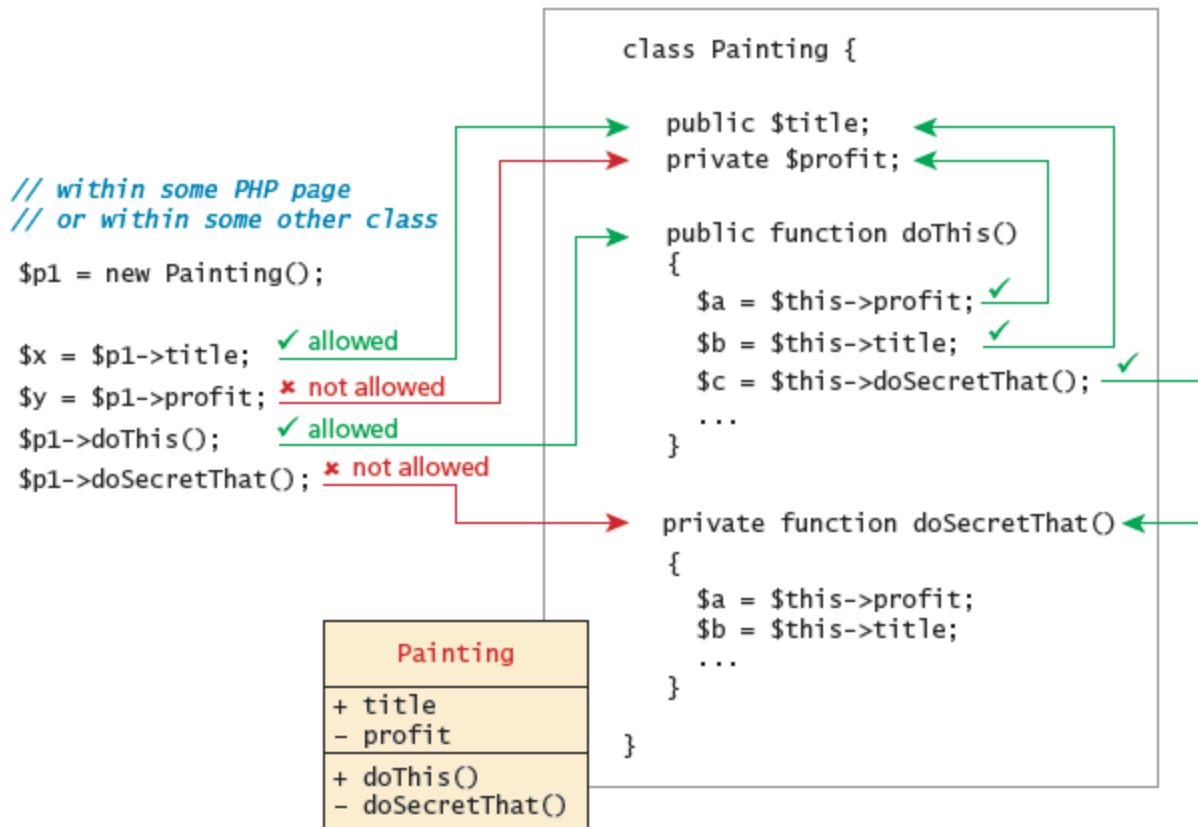 class Painting {
public $title;
private $profit;
// within some PHP page
// or within some other class
public function doThis()
{
$p1 = new Painting();
$a = $this->profit; ✓
✓ allowed
$b = $this->title; ✓
$x = $p1->title;
✓
✘ not allowed
$c = $this->doSecretThat();
$y = $p1->profit;
...
✓ allowed
$p1->doThis();
}
✘ not allowed
$p1->doSecretThat();
private function doSecretThat()
{
$a = $this->profit;
$b = $this->title;
...
}
}
Painting
+ title
– profit
+ doThis()
– doSecretThat()